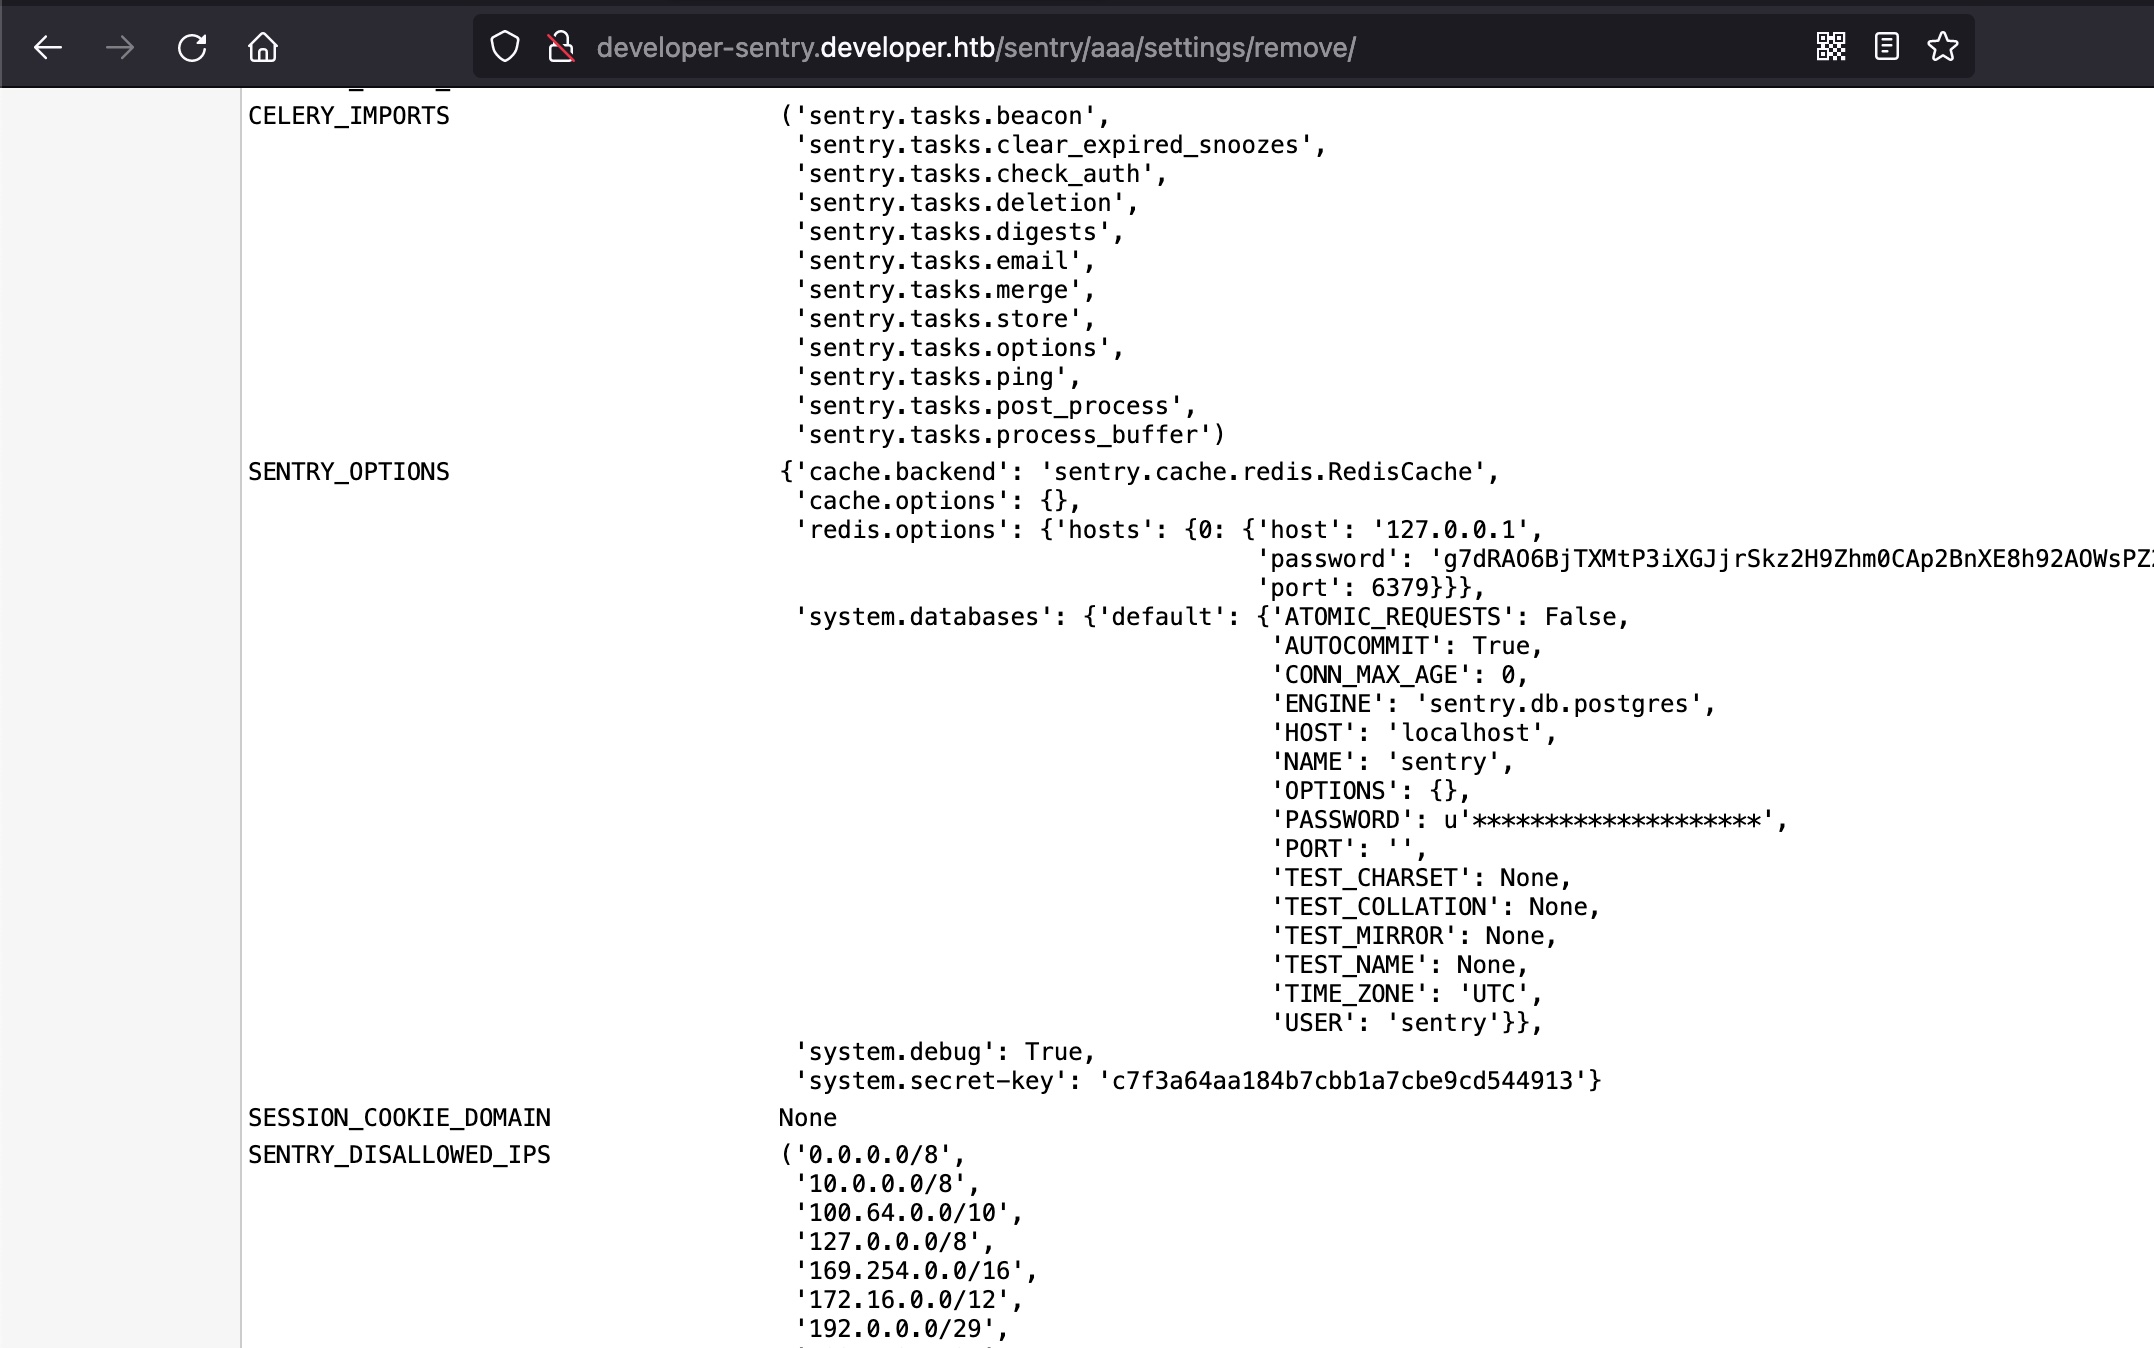 developer-sentry.developer.htb/sentry/aaa/settings/remove/
CELERY_IMPORTS ('sentry.tasks.beacon',
'sentry.tasks.clear_expired_snoozes',
'sentry.tasks.check_auth',
'sentry.tasks.deletion',
'sentry.tasks.digests',
'sentry.tasks.email',
'sentry.tasks.merge',
'sentry.tasks.store',
'sentry.tasks.options',
'sentry.tasks.ping',
'sentry.tasks.post_process',
'sentry.tasks.process_buffer')
SENTRY_OPTIONS {'cache.backend': 'sentry.cache.redis.RedisCache',
'cache.options': {},
'redis.options': {'hosts': {0: {'host': '127.0.0.1',
'password': 'g7dRAO6BjTXMtP3iXGJjrSkz2H9Zhm0CAp2BnXE8h92AOWsPZ
'port': 6379}}},
'system.databases': {'default': {'ATOMIC_REQUESTS': False,
'AUTOCOMMIT': True,
'CONN_MAX_AGE': 0,
'ENGINE': 'sentry.db.postgres',
'HOST': 'localhost',
'NAME': 'sentry',
'OPTIONS': {},
'PASSWORD': u'********************',
'PORT': '',
'TEST_CHARSET': None,
'TEST_COLLATION': None,
'TEST_MIRROR': None,
'TEST_NAME': None,
'TIME_ZONE': 'UTC',
'USER': 'sentry'}},
'system.debug': True,
'system.secret-key': 'c7f3a64aa184b7cbb1a7cbe9cd544913'}
SESSION_COOKIE_DOMAIN None
SENTRY_DISALLOWED_IPS ('0.0.0.0/8',
'10.0.0.0/8',
'100.64.0.0/10',
'127.0.0.0/8',
'169.254.0.0/16',
'172.16.0.0/12',
'192.0.0.0/29',